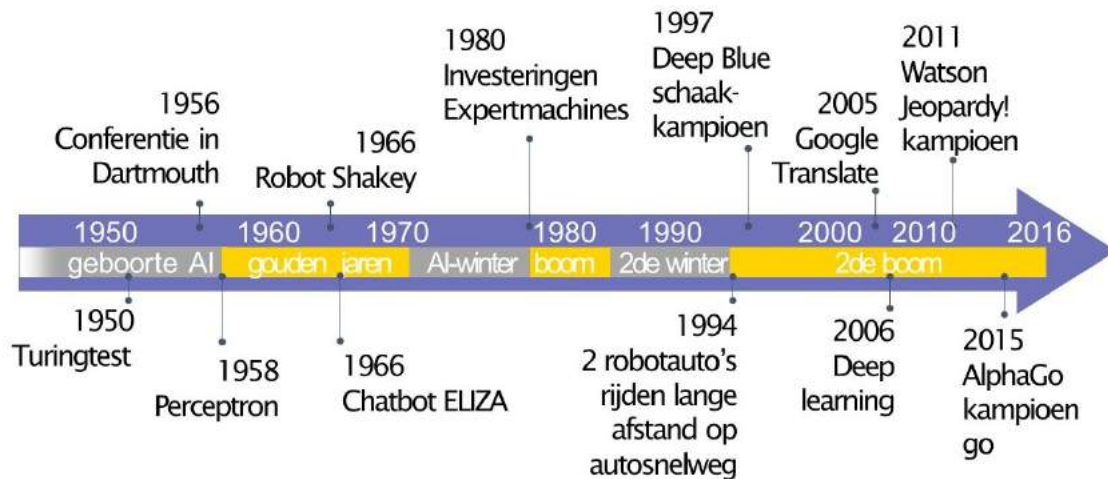 1956
Conferentie in
Dartmouth
1966
Robot Shakey
1980
Investeringen
Expertmachines
1997
Deep Blue
schaak-
kampioen
2005
Google
Translate
2011
Watson
Jeopardy!
kampioen
1950 1960 1970 1980 1990 2000 2010 2016
geboorte AI gouden jaren AI-winter boom 2de winter 2de boom
1950
Turingtest
1958
Perceptron
1966
Chatbot ELIZA
1994
2 robotauto's
rijden lange
afstand op
autosnelweg
2006
Deep
learning
2015
AlphaGo
kampioen
go